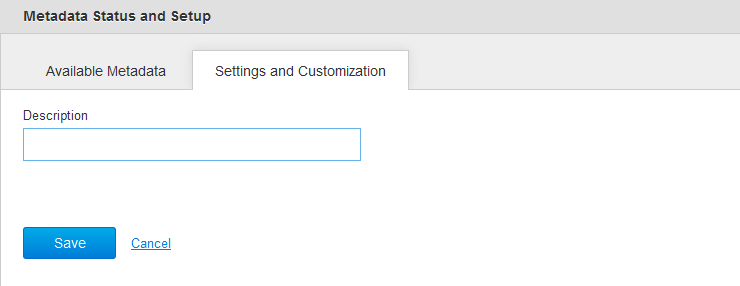 Metadata Status and Setup
Available Metadata
Settings and Customization
Description
Save
Cancel